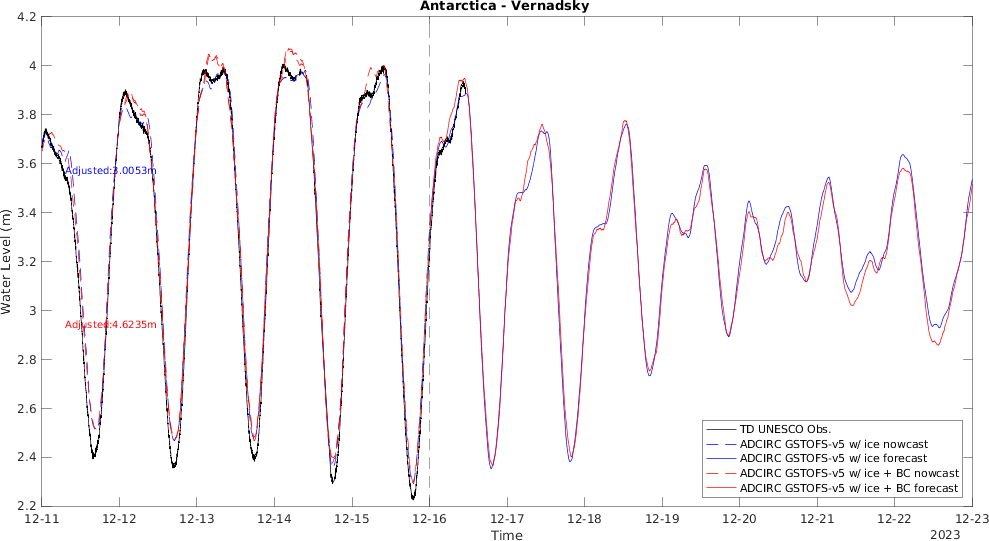 Antarctica - Vernadsky
4.2
4
3.8
3.6
3.4
3.2
3
2.8
2.6
2.4
2.2
Water Level (m)
Adjusted:3.0053m
Adjusted:4.6235m
TD UNESCO Obs.
ADCIRC GSTOFS-v5 w/ ice nowcast
ADCIRC GSTOFS-v5 w/ ice forecast
ADCIRC GSTOFS-v5 w/ ice + BC nowcast
ADCIRC GSTOFS-v5 w/ ice + BC forecast
12-11 12-12 12-13 12-14 12-15 12-16 12-17 12-18 12-19 12-20 12-21 12-22 12-23
Time
2023